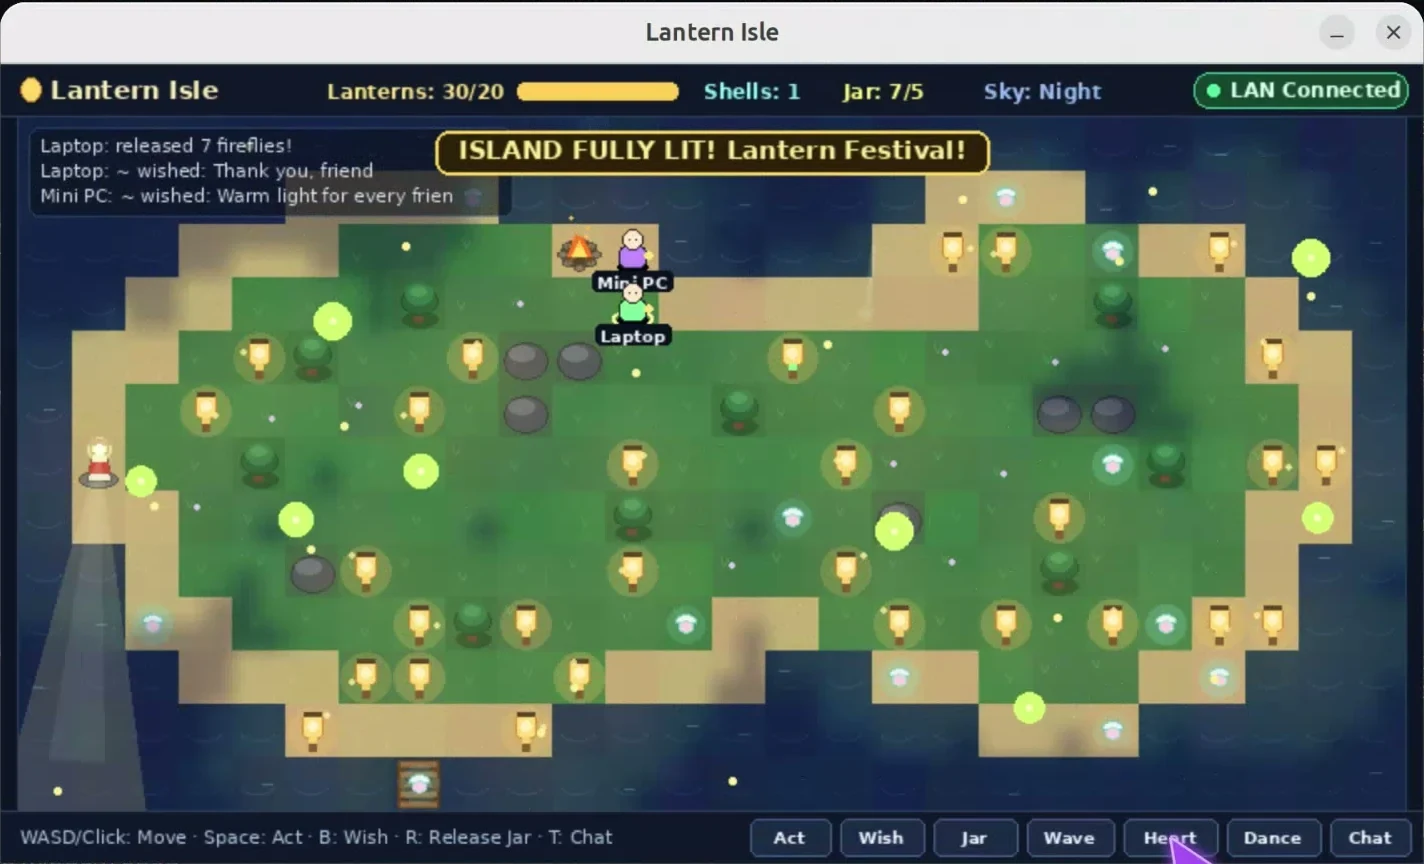 Lantern Isle
Lantern Isle Lanterns: 30/20 Shells: 1 Jar: 7/5 Sky: Night LAN Connected
ISLAND FULLY LIT! Lantern Festival!
Laptop: released 7 fireflies!
Laptop: ~ wished: Thank you, friend
Mini PC: ~ wished: Warm light for every frien
Mini PC
Laptop
WASD/Click: Move · Space: Act · B: Wish · R: Release Jar · T: Chat
Act Wish Jar Wave Heart Dance Chat